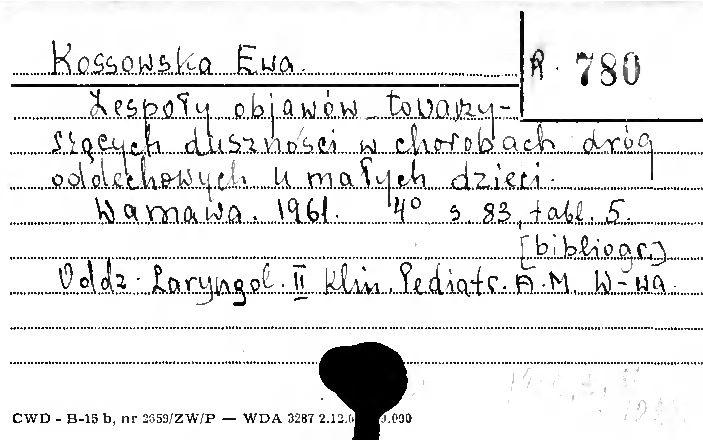 Kossowska Ewa.
R. 780
Zespoły objawów towarzy-
szących duszności w chorobach dróg
oddechowych u małych dzieci.
Warszawa. 1961. 4° s. 83, tabl. 5.
[bibliogr.]
Oddz. Laryngol. II Klin. Pediatr. A.M. W-wa.
CWD - B-15 b, nr 2659/ZW/P — WDA 3287 2.12.